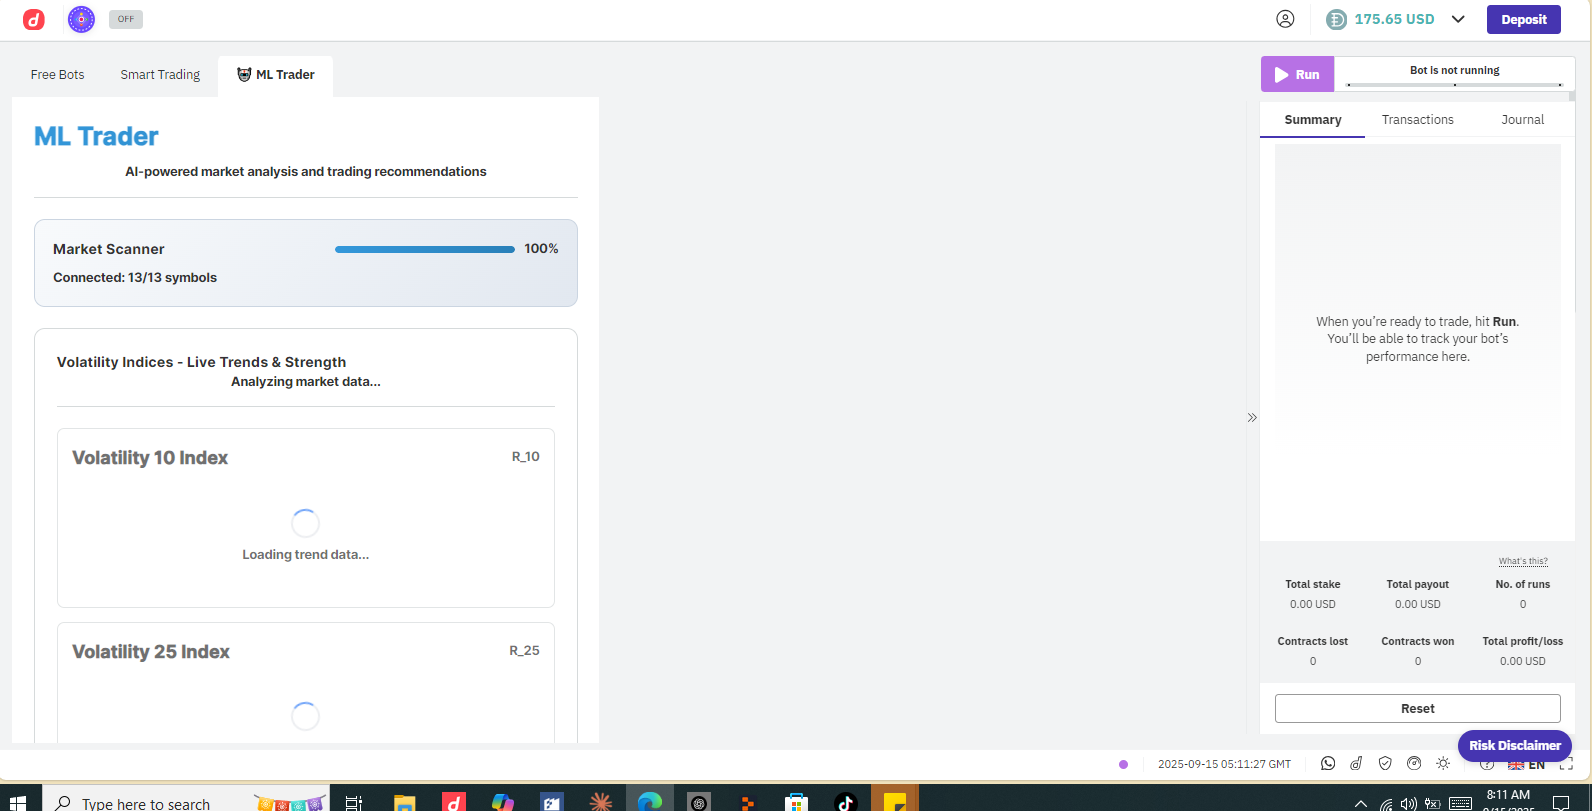 OFF
175.65 USD
Deposit
Free Bots
Smart Trading
ML Trader
Run
Bot is not running
ML Trader
AI-powered market analysis and trading recommendations
Market Scanner
100%
Connected: 13/13 symbols
Volatility Indices - Live Trends & Strength
Analyzing market data...
Volatility 10 Index
R_10
Loading trend data...
Volatility 25 Index
R_25
Summary
Transactions
Journal
When you're ready to trade, hit Run.
You'll be able to track your bot's
performance here.
What's this?
Total stake
Total payout
No. of runs
0.00 USD
0.00 USD
0
Contracts lost
Contracts won
Total profit/loss
0
0
0.00 USD
Reset
Risk Disclaimer
2025-09-15 05:11:27 GMT
EN
Type here to search
8:11 AM